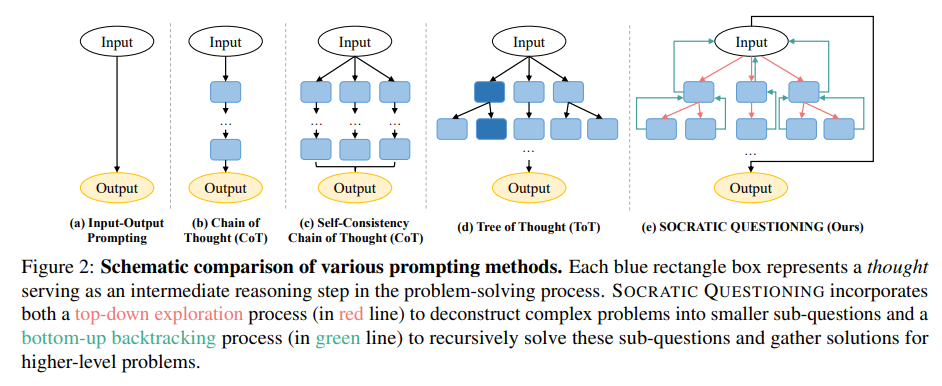 Input
Input
Input
Input
Input
...
...
...
...
...
...
...
...
Output
Output
Output
Output
Output
(a) Input-Output
Prompting
(b) Chain of
Thought (CoT)
(c) Self-Consistency
Chain of Thought (CoT)
(d) Tree of Thought (ToT)
(e) SOCRATIC QUESTIONING (Ours)
Figure 2: Schematic comparison of various prompting methods. Each blue rectangle box represents a thought
serving as an intermediate reasoning step in the problem-solving process. SOCRATIC QUESTIONING incorporates
both a top-down exploration process (in red line) to deconstruct complex problems into smaller sub-questions and a
bottom-up backtracking process (in green line) to recursively solve these sub-questions and gather solutions for
higher-level problems.